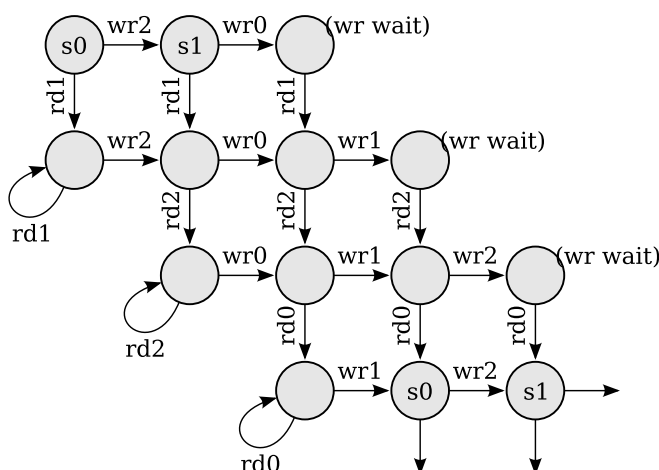 wr2 wr0 (wr wait)
s0 s1
rd1 rd1 rd1
wr2 wr0 wr1 (wr wait)
rd1
rd2 rd2 rd2
wr0 wr1 wr2 (wr wait)
rd2
rd0 rd0 rd0
wr1 wr2
s0 s1
rd0